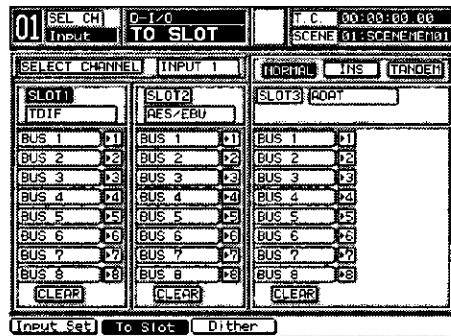 01 SEL CH Input D-I/O TO SLOT T.C. 00:00:00.00
SCENE 01:SCENEMEM01
SELECT CHANNEL INPUT 1 NORMAL INS TANDEM
SLOT1 SLOT2 SLOT3 ADAT
TDIF AES/EBU
BUS 1 1 BUS 1 1 BUS 1 1
BUS 2 2 BUS 2 2 BUS 2 2
BUS 3 3 BUS 3 3 BUS 3 3
BUS 4 4 BUS 4 4 BUS 4 4
BUS 5 5 BUS 5 5 BUS 5 5
BUS 6 6 BUS 6 6 BUS 6 6
BUS 7 7 BUS 7 7 BUS 7 7
BUS 8 8 BUS 8 8 BUS 8 8
CLEAR CLEAR CLEAR
Input Set To Slot Dither